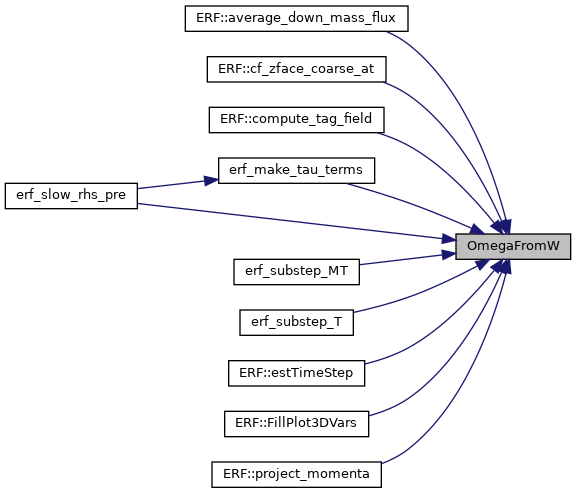 ERF::average_down_mass_flux
ERF::cf_zface_coarse_at
ERF::compute_tag_field
erf_make_tau_terms
erf_slow_rhs_pre
OmegaFromW
erf_substep_MT
erf_substep_T
ERF::estTimeStep
ERF::FillPlot3DVars
ERF::project_momenta